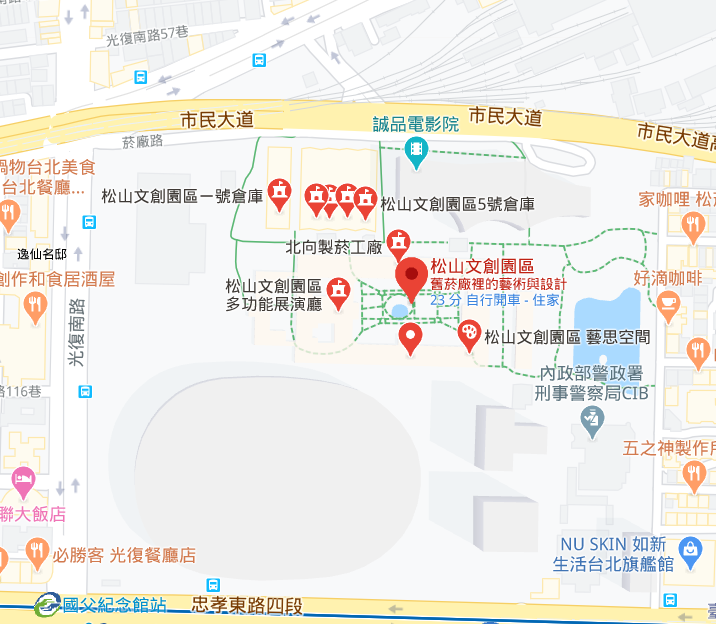 光復南路57巷
市民大道
市民大道
市民大道高
菸廠路
誠品電影院
鍋物台北美食
台北餐廳...
松山文創園區一號倉庫
松山文創園區5號倉庫
家咖哩 松
逸仙名邸
北向製菸工廠
創作和食居酒屋
松山文創園區
舊菸廠裡的藝術與設計
23 分 自行開車 - 住家
好滴咖啡
松山文創園區
多功能展演廳
光復南路
松山文創園區 藝思空間
內政部警政署
刑事警察局CIB
路116巷
五之神製作所
聯大飯店
必勝客 光復餐廳店
NU SKIN 如新
生活台北旗艦館
國父紀念館站
忠孝東路四段